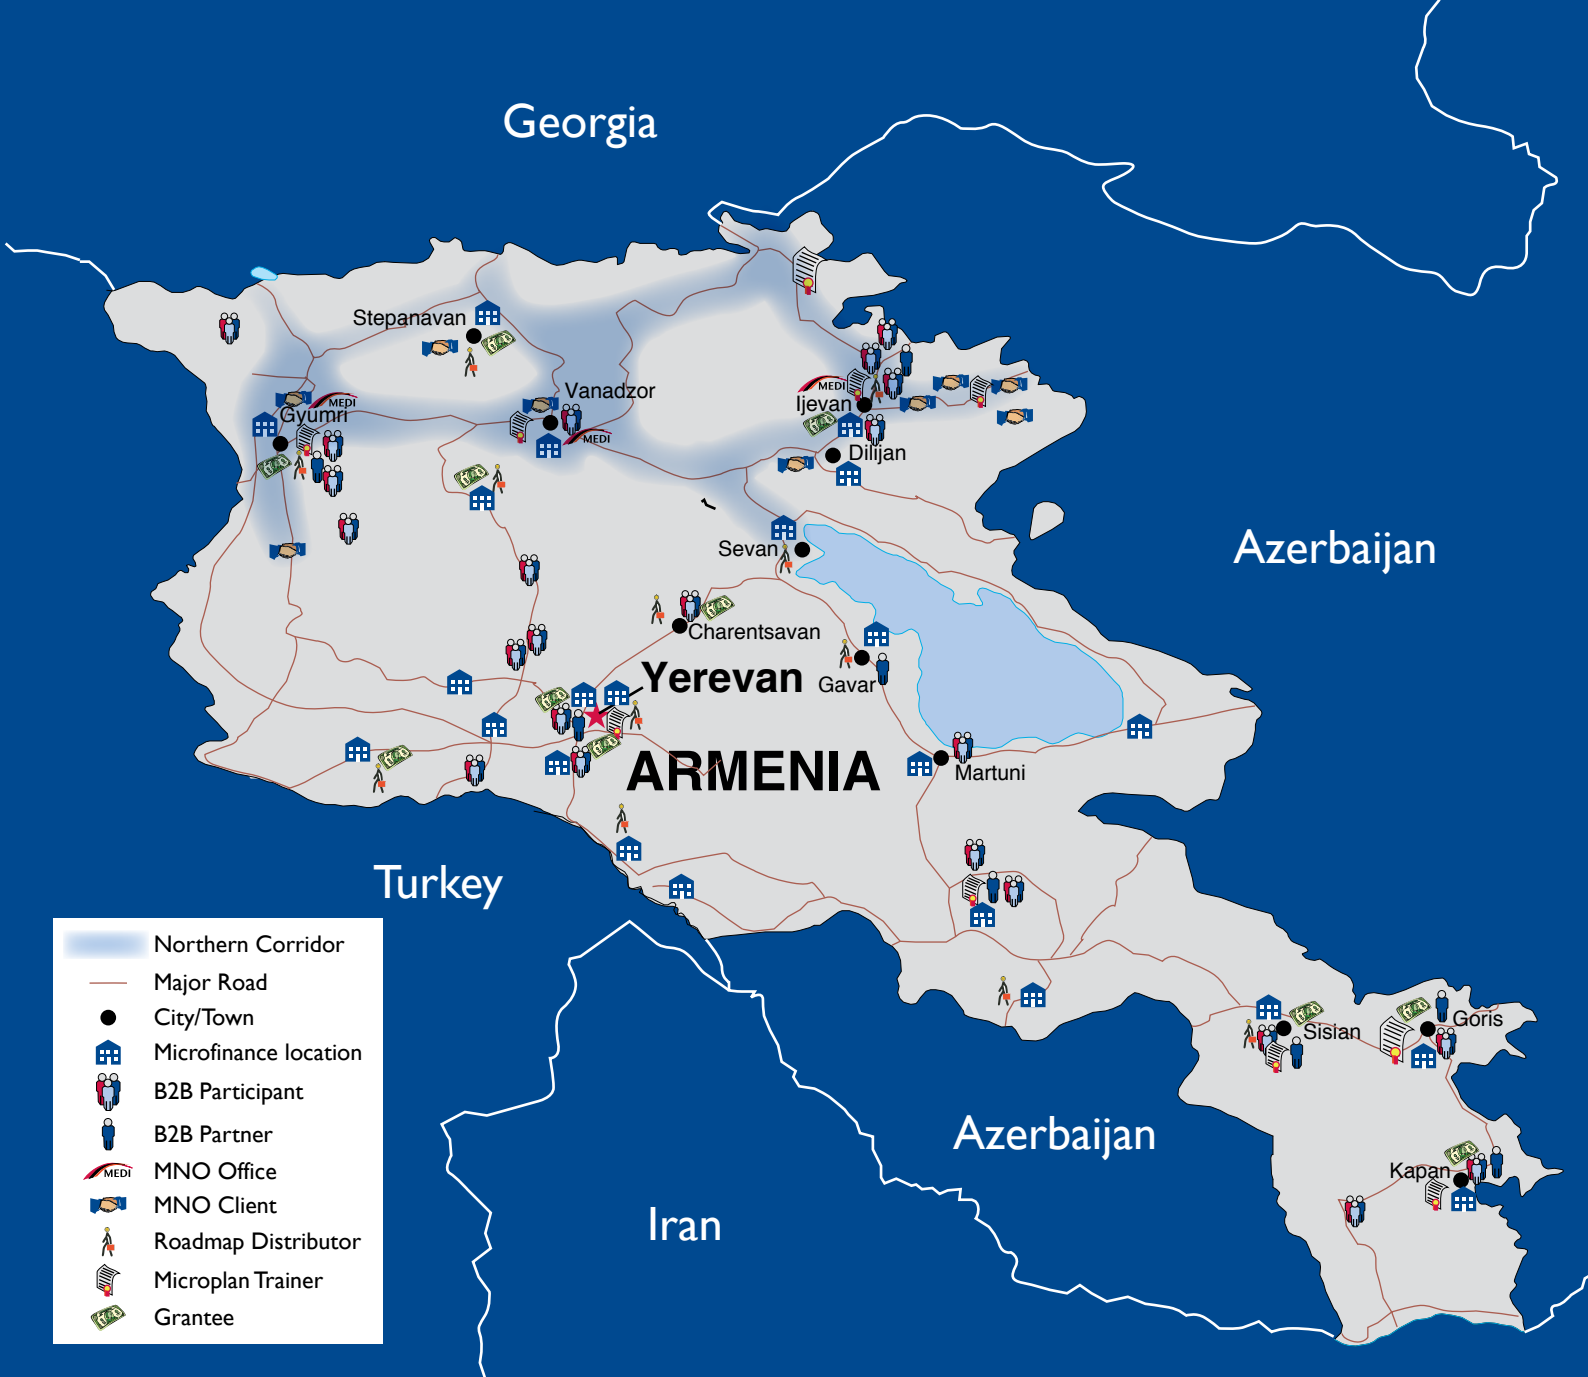 Georgia
Stepanavan
Vanadzor
MEDI
Ijevan
MEDI
Gyumri
MEDI
Dilijan
Azerbaijan
Sevan
Charentsavan
Yerevan
Gavar
ARMENIA
Martuni
Turkey
Northern Corridor
Major Road
City/Town
Microfinance location
B2B Participant
B2B Partner
MEDI
MNO Office
MNO Client
Roadmap Distributor
Microplan Trainer
Grantee
Goris
Sisian
Azerbaijan
Kapan
Iran